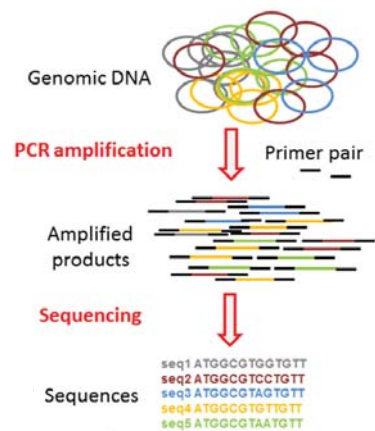 Genomic DNA
PCR amplification
Primer pair
Amplified
products
Sequencing
Sequences
seq1 ATGGCGTGGTGTT
seq2 ATGGCGTCCTGTT
seq3 ATGGCGTAGTGTT
seq4 ATGGCGTGTTGTT
seq5 ATGGCGTAATGTT